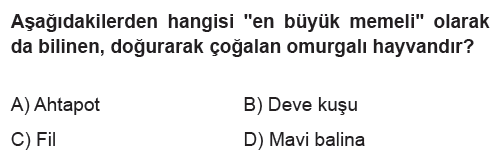 Aşağıdakilerden hangisi "en büyük memeli" olarak
da bilinen, doğurarak çoğalan omurgalı hayvandır?
A) Ahtapot B) Deve kuşu
C) Fil D) Mavi balina